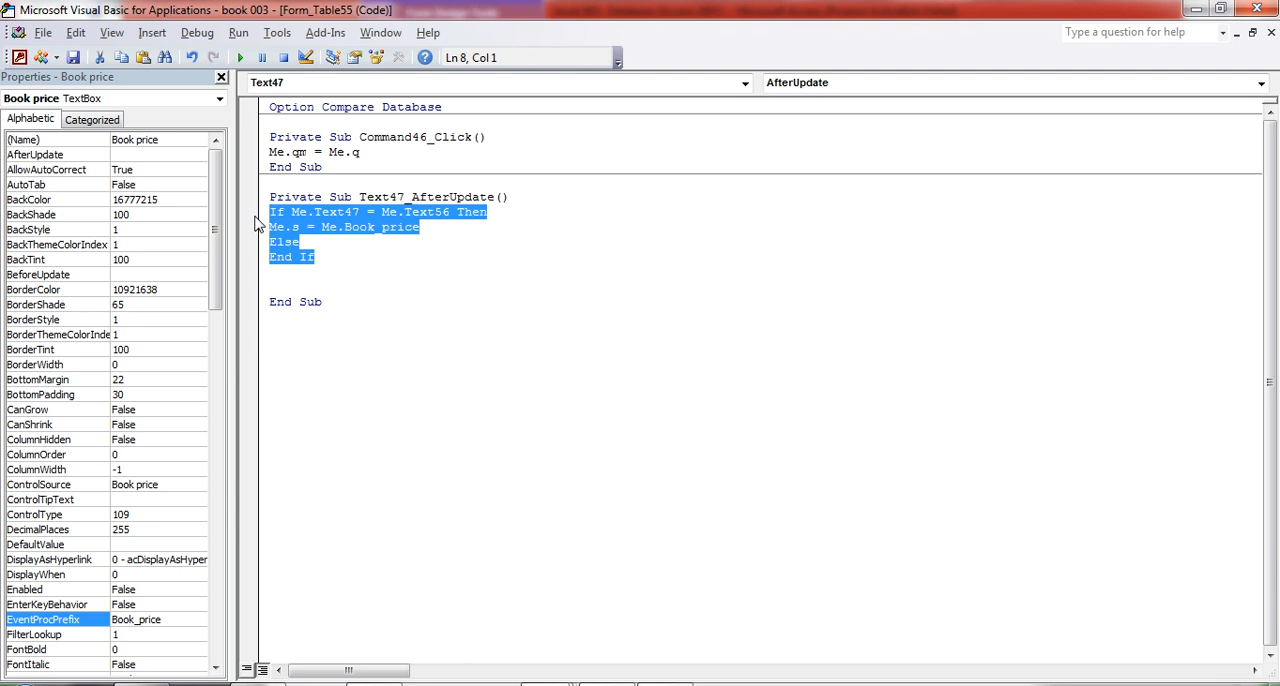 Microsoft Visual Basic for Applications - book 003 - [Form_Table55 (Code)]
File Edit View Insert Debug Run Tools Add-Ins Window Help
Type a question for help
Ln 8, Col 1
Properties - Book price
Text47
AfterUpdate
Book price TextBox
Alphabetic Categorized
(Name) Book price
AfterUpdate
AllowAutoCorrect True
AutoTab False
BackColor 16777215
BackShade 100
BackStyle 1
BackThemeColorIndex 1
BackTint 100
BeforeUpdate
BorderColor 10921638
BorderShade 65
BorderStyle 1
BorderThemeColorInde 1
BorderTint 100
BorderWidth 0
BottomMargin 22
BottomPadding 30
CanGrow False
CanShrink False
ColumnHidden False
ColumnOrder 0
ColumnWidth -1
ControlSource Book price
ControlTipText
ControlType 109
DecimalPlaces 255
DefaultValue
DisplayAsHyperlink 0 - acDisplayAsHyper
DisplayWhen 0
Enabled False
EnterKeyBehavior False
EventProcPrefix Book_price
FilterLookup 1
FontBold 0
FontItalic False
Option Compare Database
Private Sub Command46_Click()
Me.qm = Me.q
End Sub
Private Sub Text47_AfterUpdate()
If Me.Text47 = Me.Text56 Then
Me.s = Me.Book_price
Else
End If
End Sub